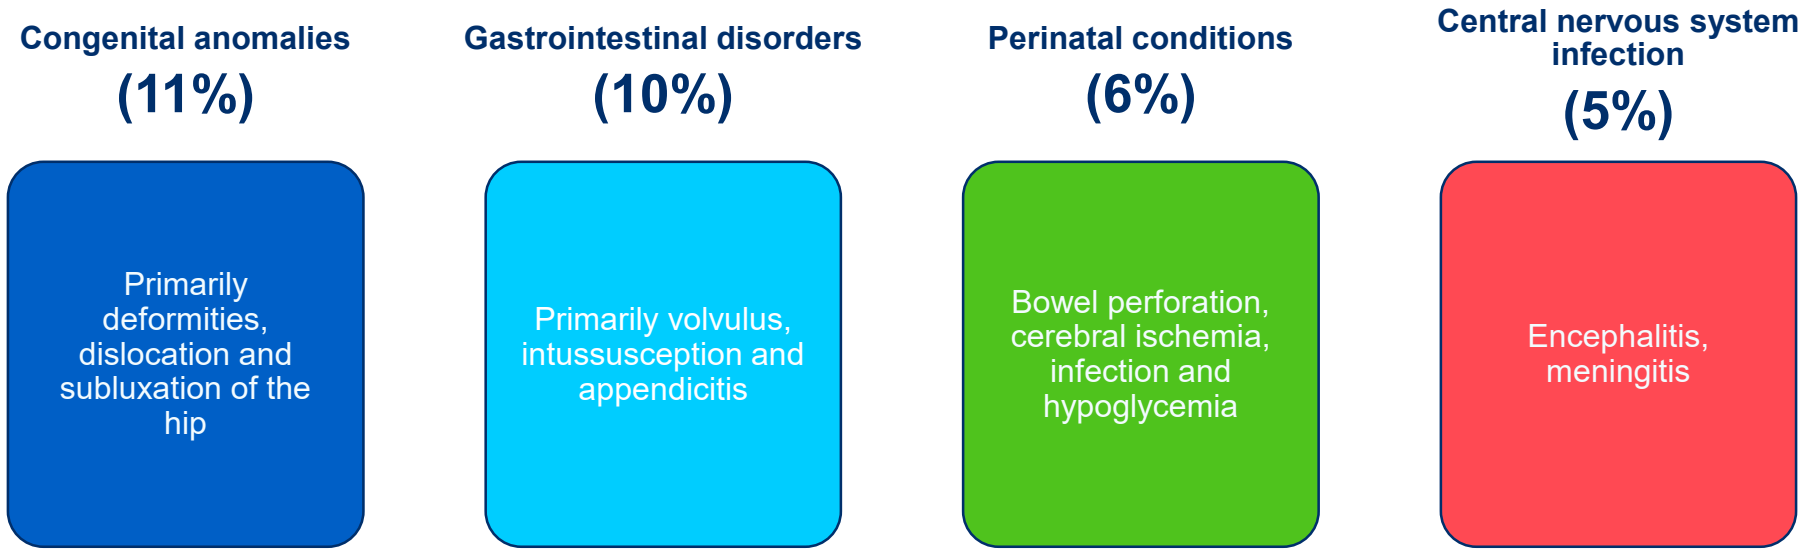 Congenital anomalies
(11%)
Primarily
deformities,
dislocation and
subluxation of the
hip
Gastrointestinal disorders
(10%)
Primarily volvulus,
intussusception and
appendicitis
Perinatal conditions
(6%)
Bowel perforation,
cerebral ischemia,
infection and
hypoglycemia
Central nervous system
infection
(5%)
Encephalitis,
meningitis